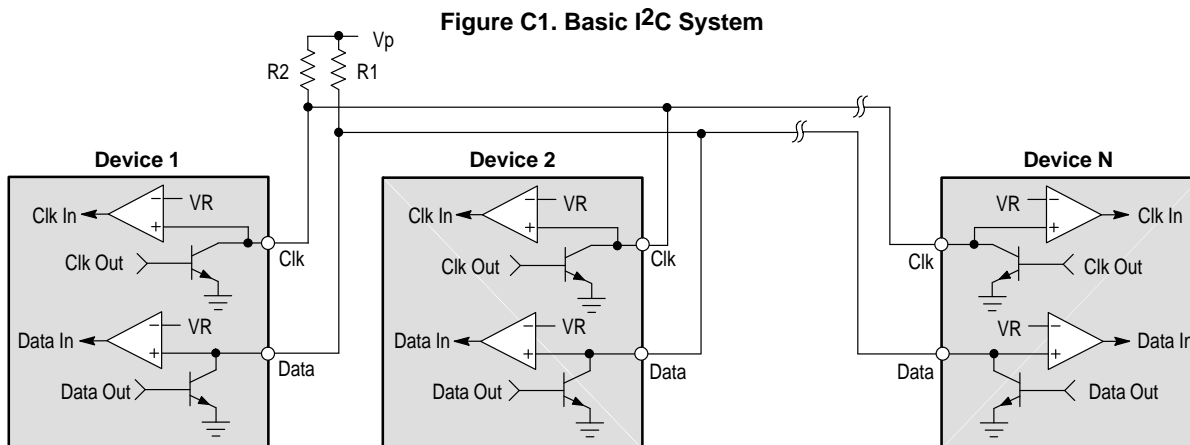 Figure C1. Basic I2C System
Vp
R2
R1
Device 1
Device 2
Device N
VR
Clk In
Clk Out
Clk
VR
Data In
Data Out
Data
VR
Clk In
Clk Out
Clk
VR
Data In
Data Out
Data
VR
Clk In
Clk Out
Clk
VR
Data In
Data Out
Data